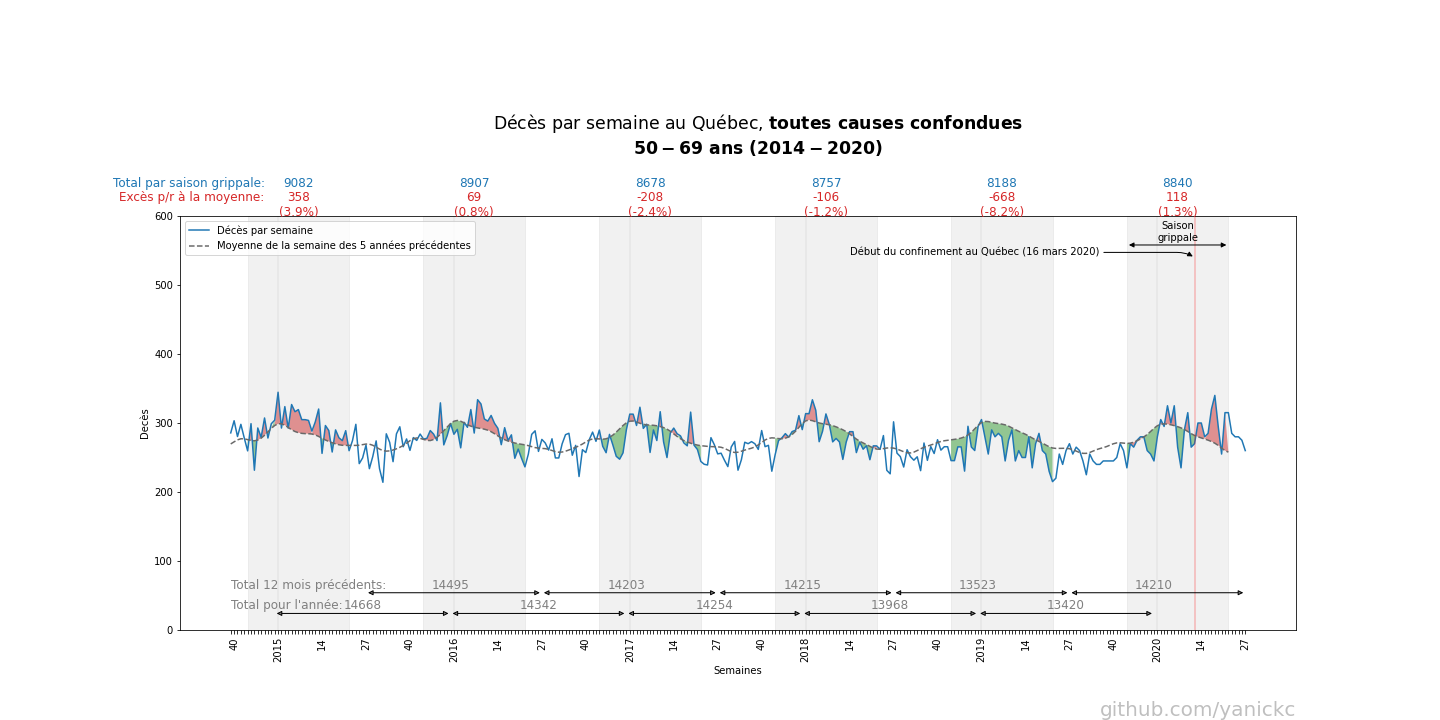 Décès par semaine au Québec, toutes causes confondues
50 – 69 ans (2014 – 2020)
Total par saison grippale: 9082 8907 8678 8757 8188 8840
Excès p/r à la moyenne: 358 69 -208 -106 -668 118
(3.9%) (0.8%) (-2.4%) (-1.2%) (-8.2%) (1.3%)
600
Décès par semaine
Moyenne de la semaine des 5 années précédentes
Saison
grippale
Début du confinement au Québec (16 mars 2020)
500
400
300
200
100
0
Décès
Total 12 mois précédents: 14495 14203 14215 13523 14210
Total pour l'année: 14668 14342 14254 13968 13420
40 2015 14 27 40 2016 14 27 40 2017 14 27 40 2018 14 27 40 2019 14 27 40 2020 14 27
Semaines
github.com/yanickc